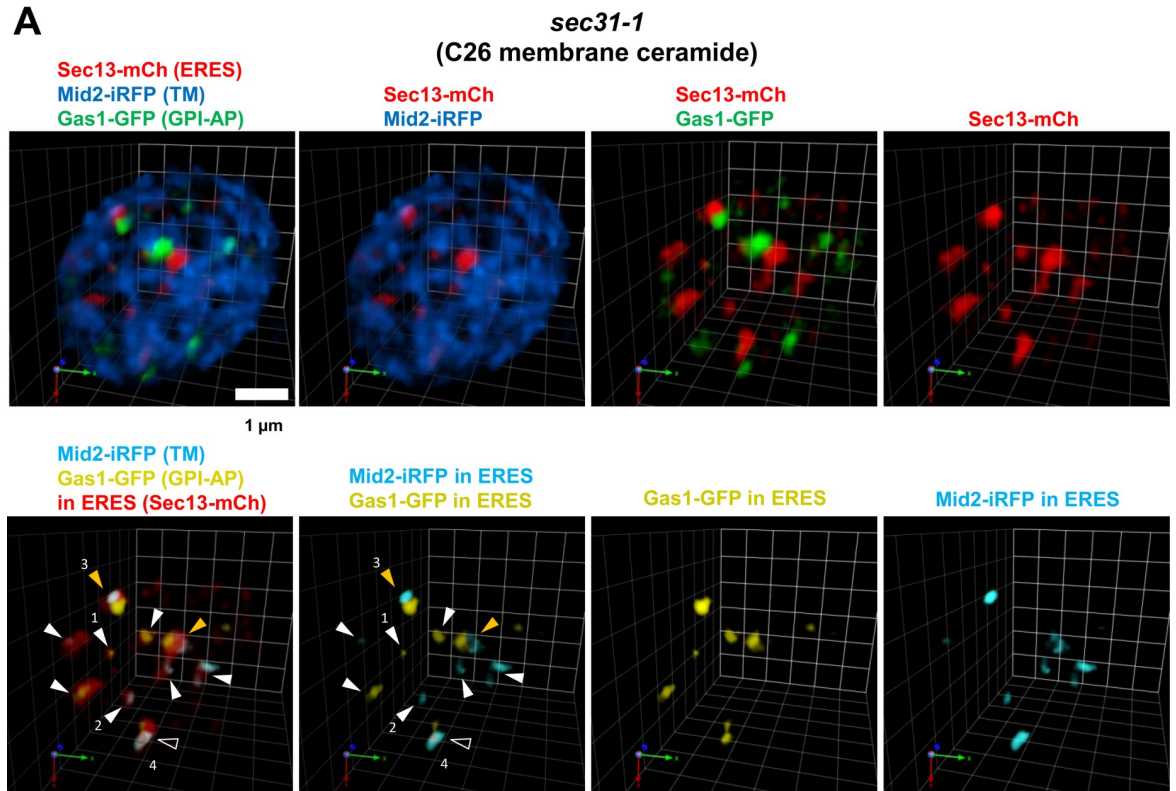 A
sec31-1
(C26 membrane ceramide)
Sec13-mCh (ERES)
Mid2-iRFP (TM)
Gas1-GFP (GPI-AP)
Sec13-mCh
Mid2-iRFP
Sec13-mCh
Gas1-GFP
Sec13-mCh
1 µm
Mid2-iRFP (TM)
Gas1-GFP (GPI-AP)
in ERES (Sec13-mCh)
Mid2-iRFP in ERES
Gas1-GFP in ERES
Gas1-GFP in ERES
Mid2-iRFP in ERES
3
1
2
4
3
1
2
4